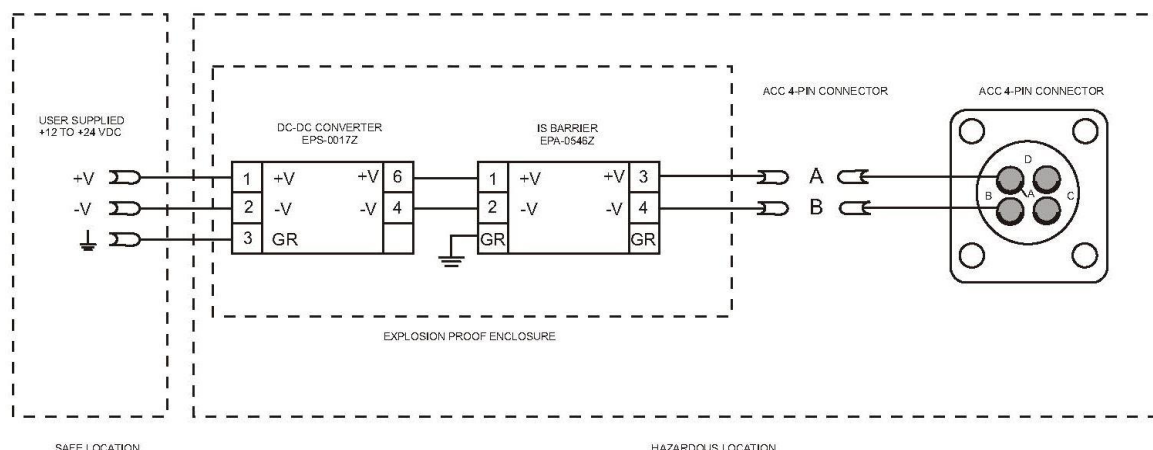 USER SUPPLIED
+12 TO +24 VDC
+V
-V
DC-DC CONVERTER
EPS-0017Z
1 +V +V 6
2 -V -V 4
3 GR
IS BARRIER
EPA-0546Z
1 +V +V 3
2 -V -V 4
GR GR
EXPLOSION PROOF ENCLOSURE
ACC 4-PIN CONNECTOR
A
B
ACC 4-PIN CONNECTOR
D
B A C
SAFE LOCATION
HAZARDOUS LOCATION